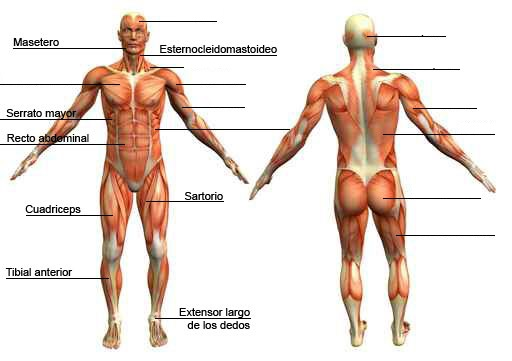 Masetero
Esternocleidomastoideo
Serrato mayor
Recto abdominal
Sartorio
Cuadriceps
Tibial anterior
Extensor largo
de los dedos